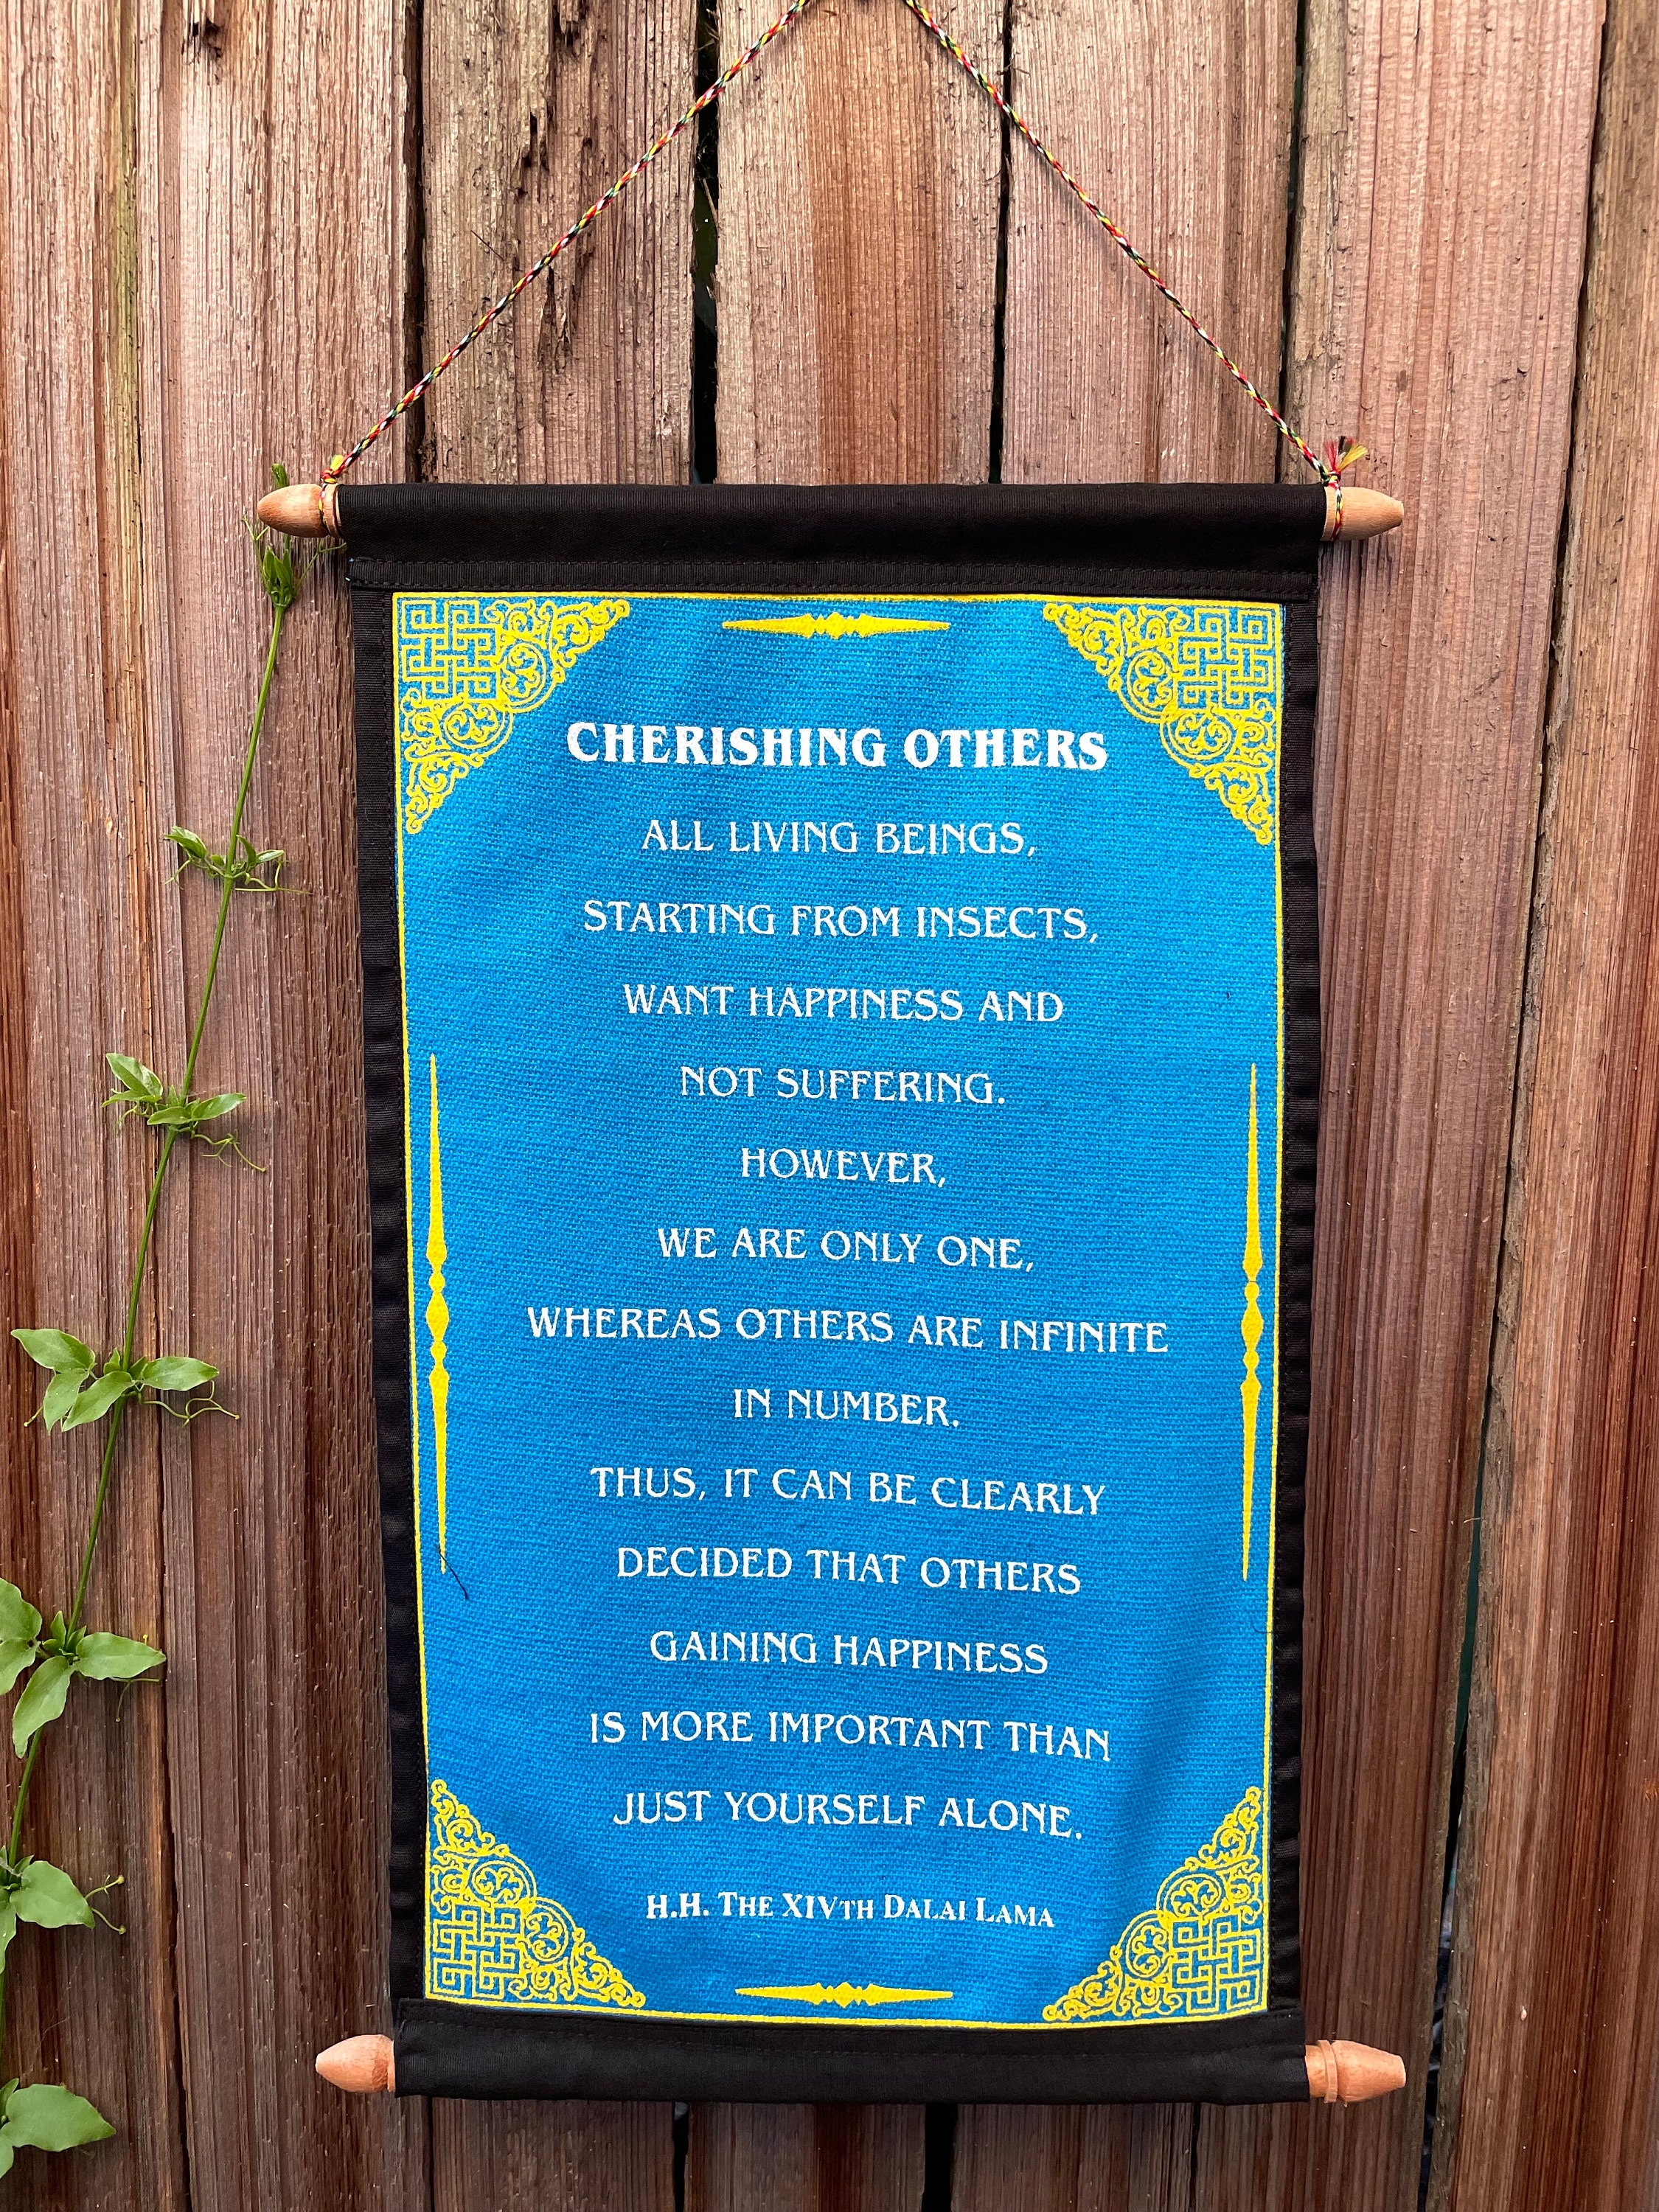 CHERISHING OTHERS
ALL LIVING BEINGS,
STARTING FROM INSECTS,
WANT HAPPINESS AND
NOT SUFFERING.
HOWEVER,
WE ARE ONLY ONE,
WHEREAS OTHERS ARE INFINITE
IN NUMBER.
THUS, IT CAN BE CLEARLY
DECIDED THAT OTHERS
GAINING HAPPINESS
IS MORE IMPORTANT THAN
JUST YOURSELF ALONE.
H.H. THE XIVTH DALAI LAMA